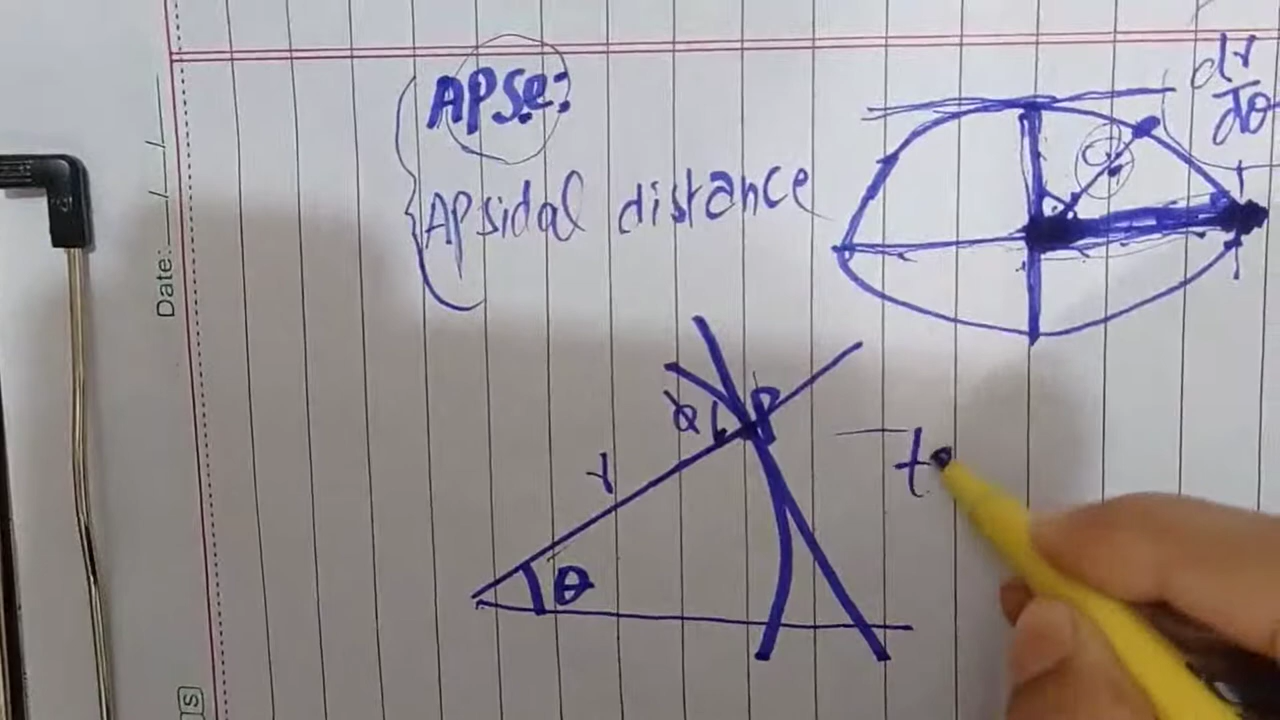 APSe:
Apsidal distance
dr
dθ
P
α
r
θ
Date: / /